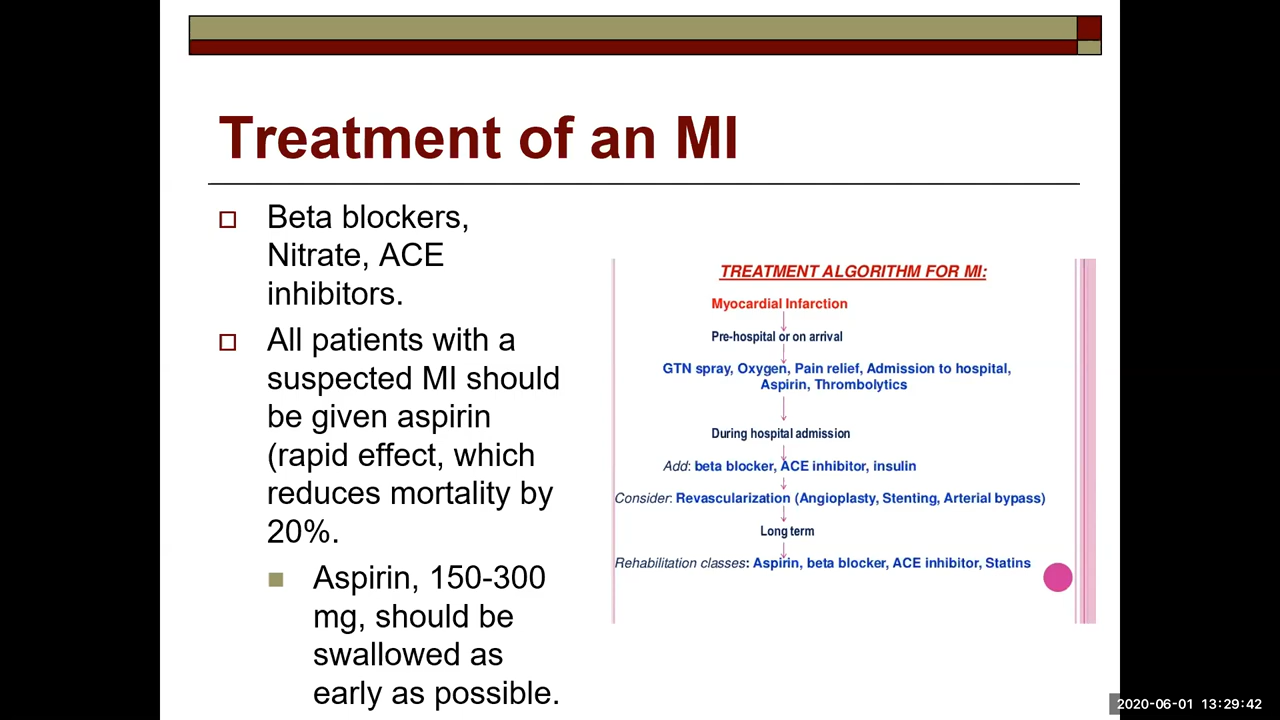 Treatment of an MI
Beta blockers,
Nitrate, ACE
inhibitors.
All patients with a
suspected MI should
be given aspirin
(rapid effect, which
reduces mortality by
20%.
Aspirin, 150-300
mg, should be
swallowed as
early as possible.
TREATMENT ALGORITHM FOR MI:
Myocardial Infarction
Pre-hospital or on arrival
GTN spray, Oxygen, Pain relief, Admission to hospital,
Aspirin, Thrombolytics
During hospital admission
Add: beta blocker, ACE inhibitor, insulin
Consider: Revascularization (Angioplasty, Stenting, Arterial bypass)
Long term
Rehabilitation classes: Aspirin, beta blocker, ACE inhibitor, Statins
2020-06-01 13:29:42